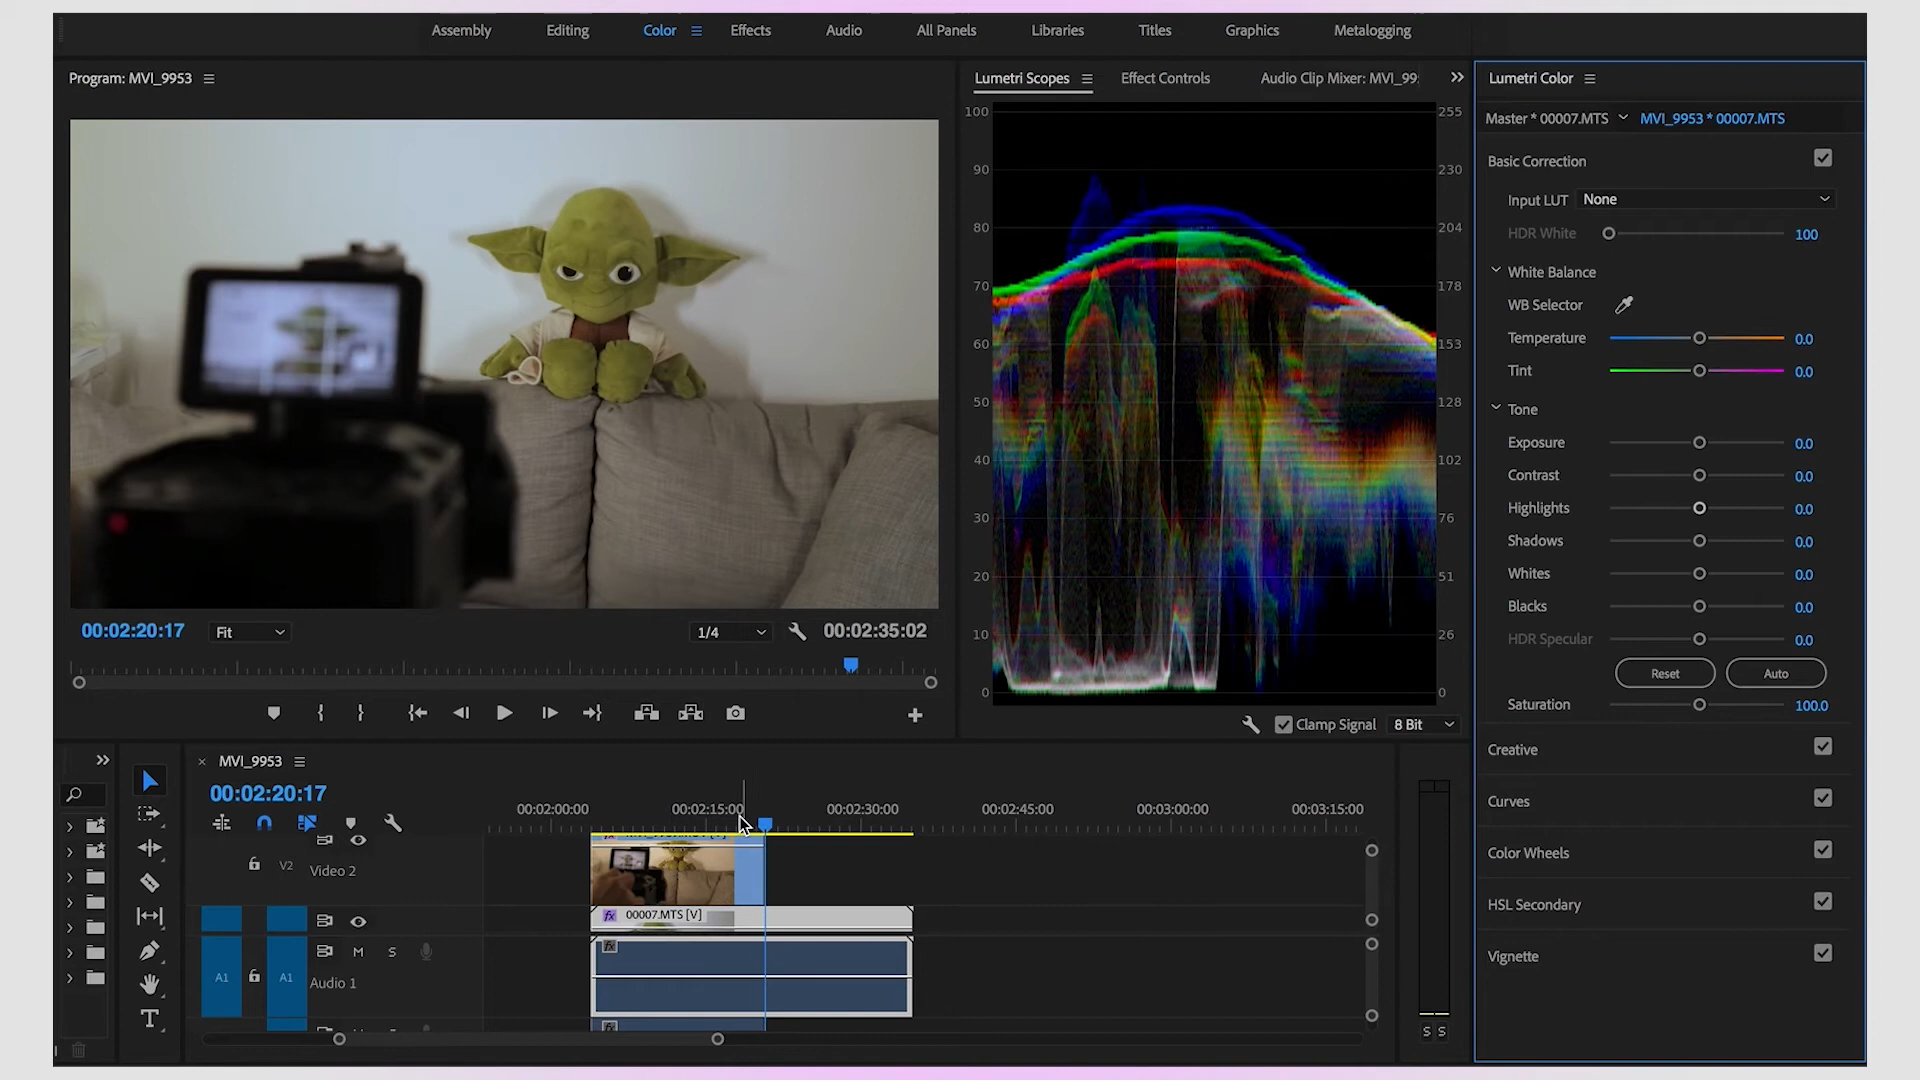 Assembly Editing Color Effects Audio All Panels Libraries Titles Graphics Metalogging
Program: MVI_9953
00:02:20:17 Fit 1/4 00:02:35:02
Lumetri Scopes Effect Controls Audio Clip Mixer: MVI_99
100 255
90 230
80 204
70 178
60 153
50 128
40 102
30 76
20 51
10 26
0 0
Clamp Signal 8 Bit
Lumetri Color
Master * 00007.MTS MVI_9953 * 00007.MTS
Basic Correction
Input LUT None
HDR White 100
White Balance
WB Selector
Temperature 0.0
Tint 0.0
Tone
Exposure 0.0
Contrast 0.0
Highlights 0.0
Shadows 0.0
Whites 0.0
Blacks 0.0
HDR Specular 0.0
Reset Auto
Saturation 100.0
Creative
Curves
Color Wheels
HSL Secondary
Vignette
MVI_9953
00:02:20:17
00:02:00:00 00:02:15:00 00:02:30:00 00:02:45:00 00:03:00:00 00:03:15:00
V2 Video 2
fx 00007.MTS [V]
M S
fx
A1 A1 Audio 1
fx
S S